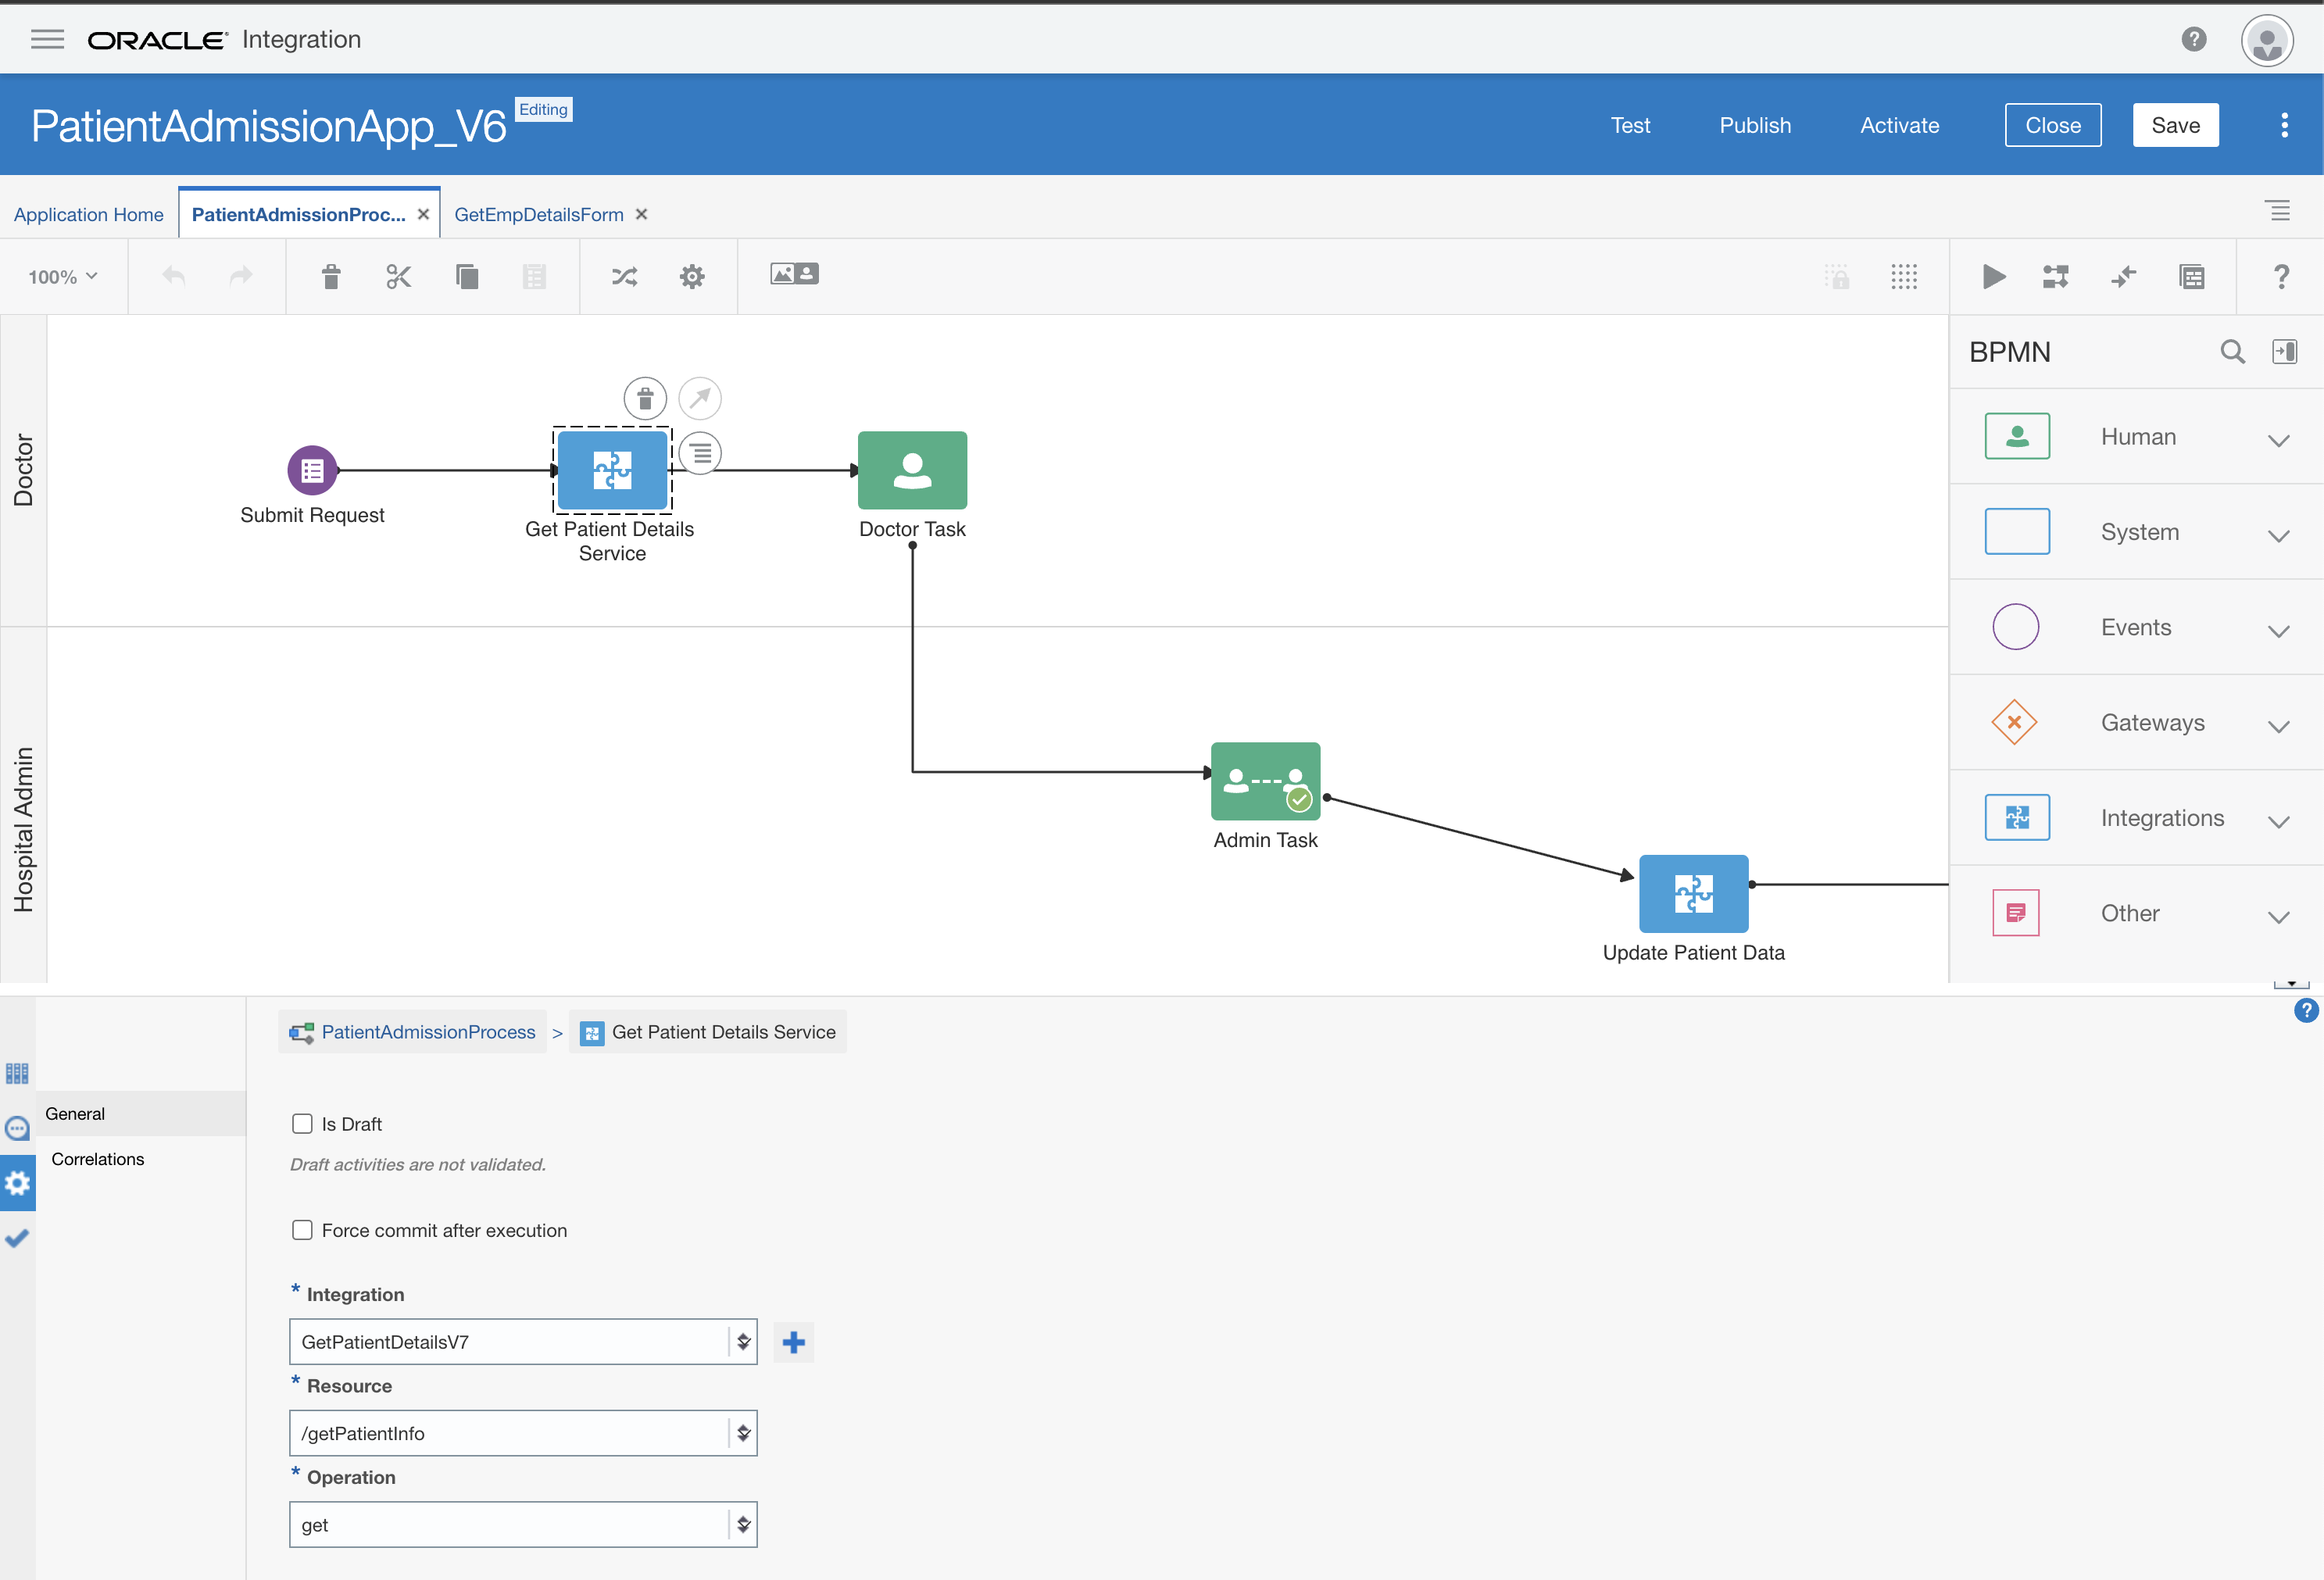 ORACLE Integration
PatientAdmissionApp_V6 Editing
Test Publish Activate Close Save
Application Home PatientAdmissionProc... GetEmpDetailsForm
100%
BPMN
Human
System
Events
Gateways
Integrations
Other
Doctor
Submit Request
Get Patient Details
Service
Doctor Task
Hospital Admin
Admin Task
Update Patient Data
PatientAdmissionProcess > Get Patient Details Service
General
Correlations
Is Draft
Draft activities are not validated.
Force commit after execution
* Integration
GetPatientDetailsV7
* Resource
/getPatientInfo
* Operation
get